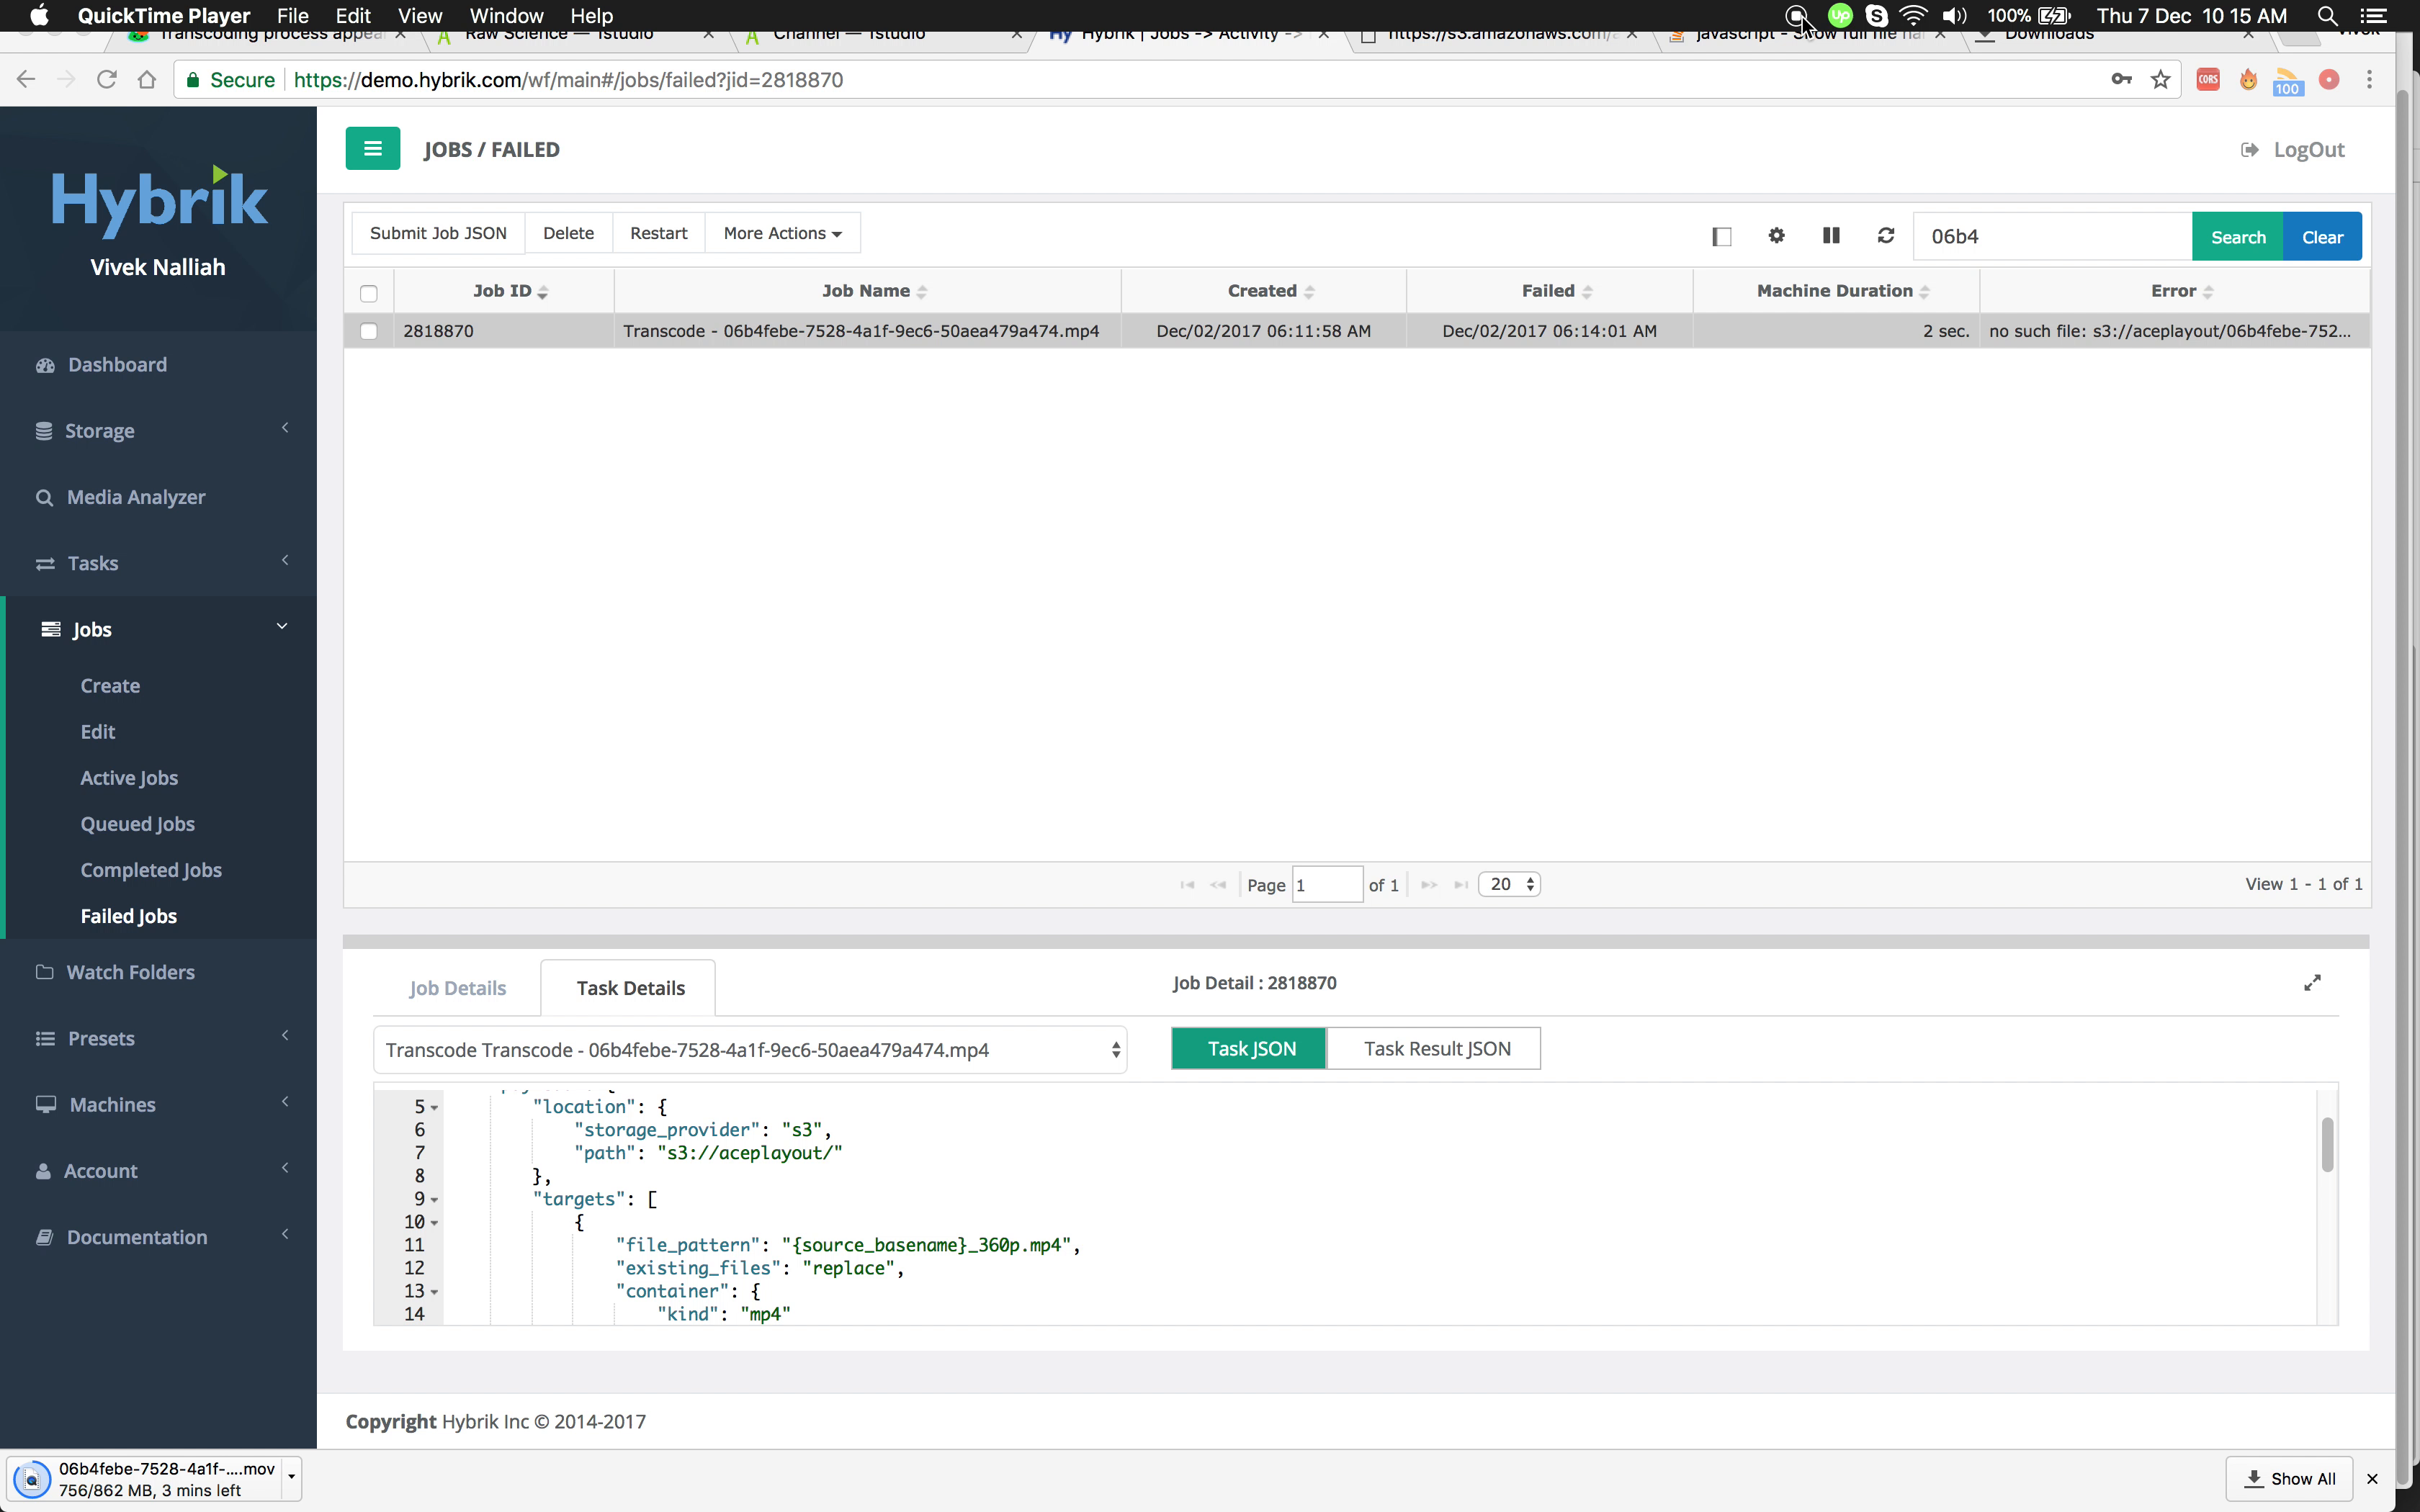 QuickTime Player File Edit View Window Help 100% Thu 7 Dec 10 15 AM
Transcoding process appea Raw Science — Tstudio Channel — Tstudio Hybrik | Jobs -> Activity -> https://s3.amazonaws.com/ javascript - Show full file na Downloads
Secure https://demo.hybrik.com/wf/main#/jobs/failed?jid=2818870
CORS 100
Hybrik
Vivek Nalliah
JOBS / FAILED LogOut
Submit Job JSON Delete Restart More Actions 06b4 Search Clear
Job ID Job Name Created Failed Machine Duration Error
2818870 Transcode - 06b4febe-7528-4a1f-9ec6-50aea479a474.mp4 Dec/02/2017 06:11:58 AM Dec/02/2017 06:14:01 AM 2 sec. no such file: s3://aceplayout/06b4febe-752...
Dashboard
Storage
Media Analyzer
Tasks
Jobs
Create
Edit
Active Jobs
Queued Jobs
Completed Jobs
Failed Jobs
Watch Folders
Presets
Machines
Account
Documentation
Page 1 of 1 20 View 1 - 1 of 1
Job Details Task Details Job Detail : 2818870
Transcode Transcode - 06b4febe-7528-4a1f-9ec6-50aea479a474.mp4 Task JSON Task Result JSON
5 "location": {
6 "storage_provider": "s3",
7 "path": "s3://aceplayout/"
8 },
9 "targets": [
10 {
11 "file_pattern": "{source_basename}_360p.mp4",
12 "existing_files": "replace",
13 "container": {
14 "kind": "mp4"
Copyright Hybrik Inc © 2014-2017
06b4febe-7528-4a1f-....mov
756/862 MB, 3 mins left
Show All